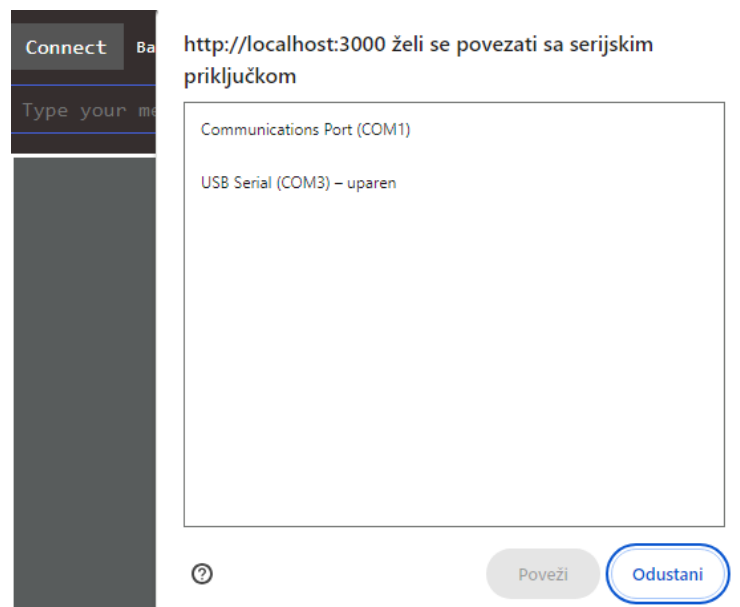 Connect Ba
Type your me
http://localhost:3000 želi se povezati sa serijskim
priključkom
Communications Port (COM1)
USB Serial (COM3) – uparen
Poveži
Odustani